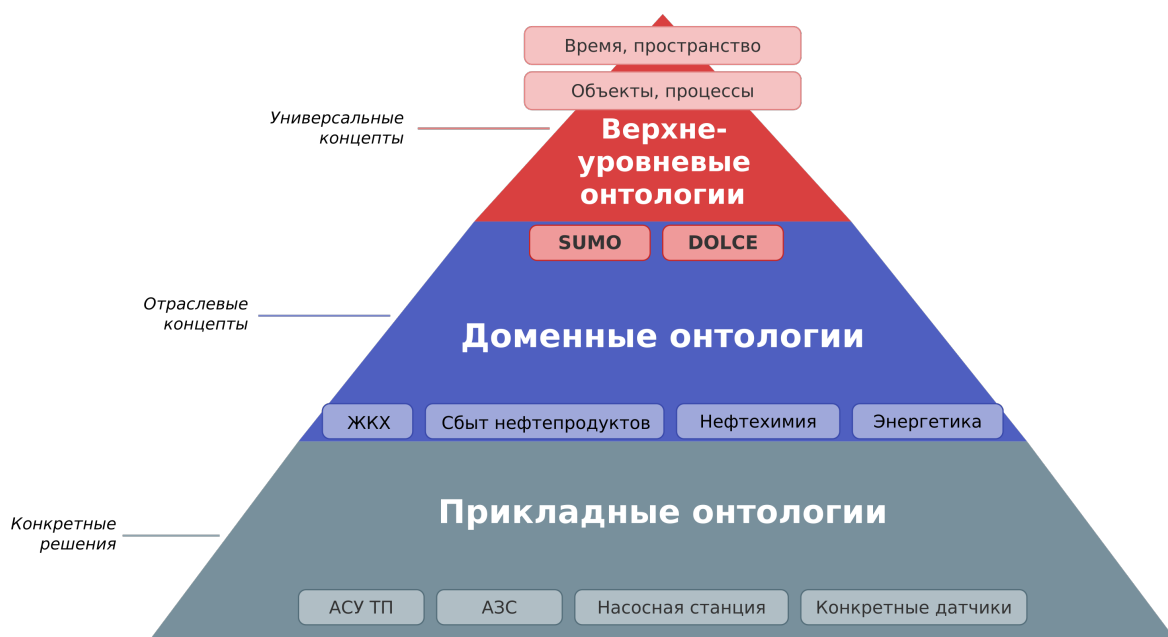 Время, пространство
Объекты, процессы
Универсальные
концепты
Верхне-
уровневые
онтологии
SUMO
DOLCE
Отраслевые
концепты
Доменные онтологии
ЖКХ
Сбыт нефтепродуктов
Нефтехимия
Энергетика
Конкретные
решения
Прикладные онтологии
АСУ ТП
АЗС
Насосная станция
Конкретные датчики